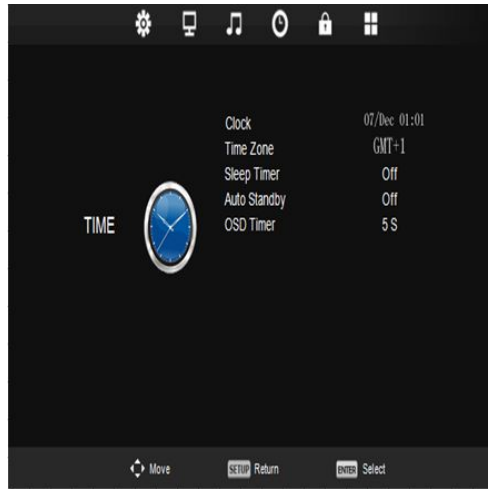 Clock 07/Dec 01:01
Time Zone GMT+1
Sleep Timer Off
Auto Standby Off
TIME
OSD Timer 5 S
Move SETUP Return ENTER Select